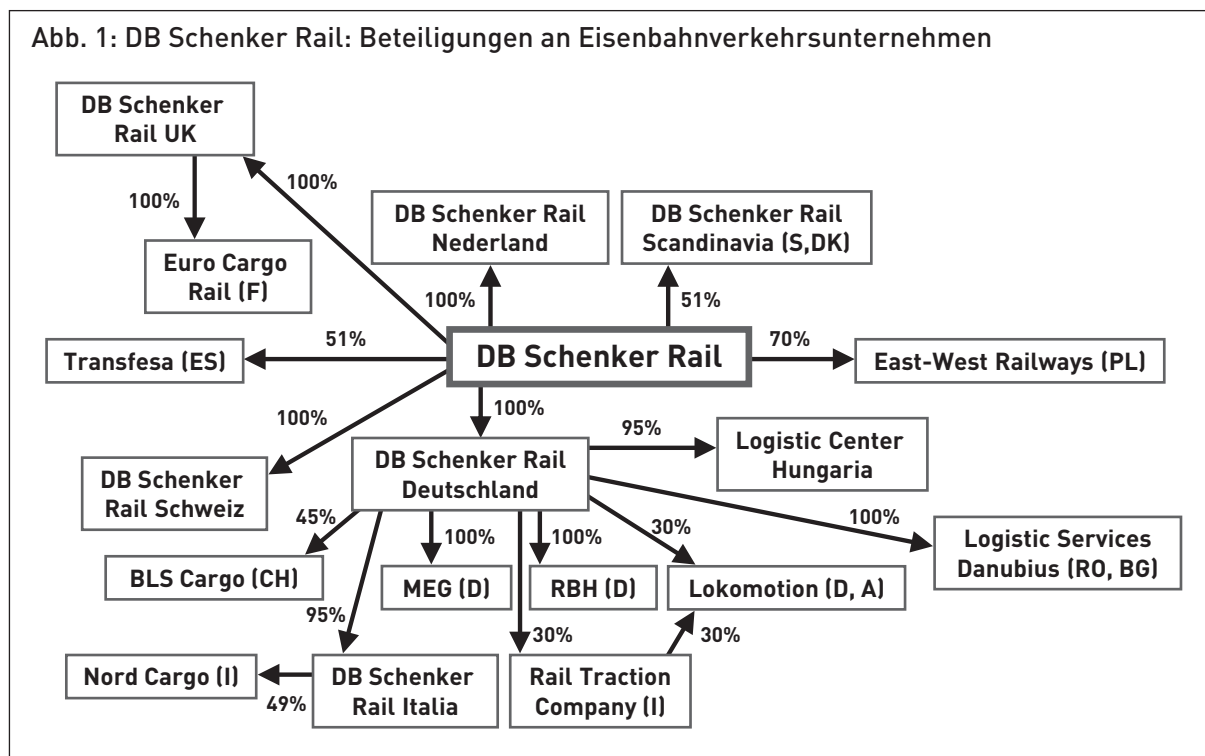 Abb. 1: DB Schenker Rail: Beteiligungen an Eisenbahnverkehrsunternehmen
DB Schenker
Rail UK
100%
100%
Euro Cargo
Rail (F)
DB Schenker Rail
Nederland
100%
DB Schenker Rail
Scandinavia (S,DK)
51%
Transfesa (ES)
51%
DB Schenker Rail
70%
East-West Railways (PL)
100%
100%
DB Schenker
Rail Schweiz
DB Schenker Rail
Deutschland
95%
Logistic Center
Hungaria
45%
BLS Cargo (CH)
100%
MEG (D)
100%
RBH (D)
30%
Lokomotion (D, A)
100%
Logistic Services
Danubius (RO, BG)
95%
30%
30%
Nord Cargo (I)
49%
DB Schenker
Rail Italia
Rail Traction
Company (I)